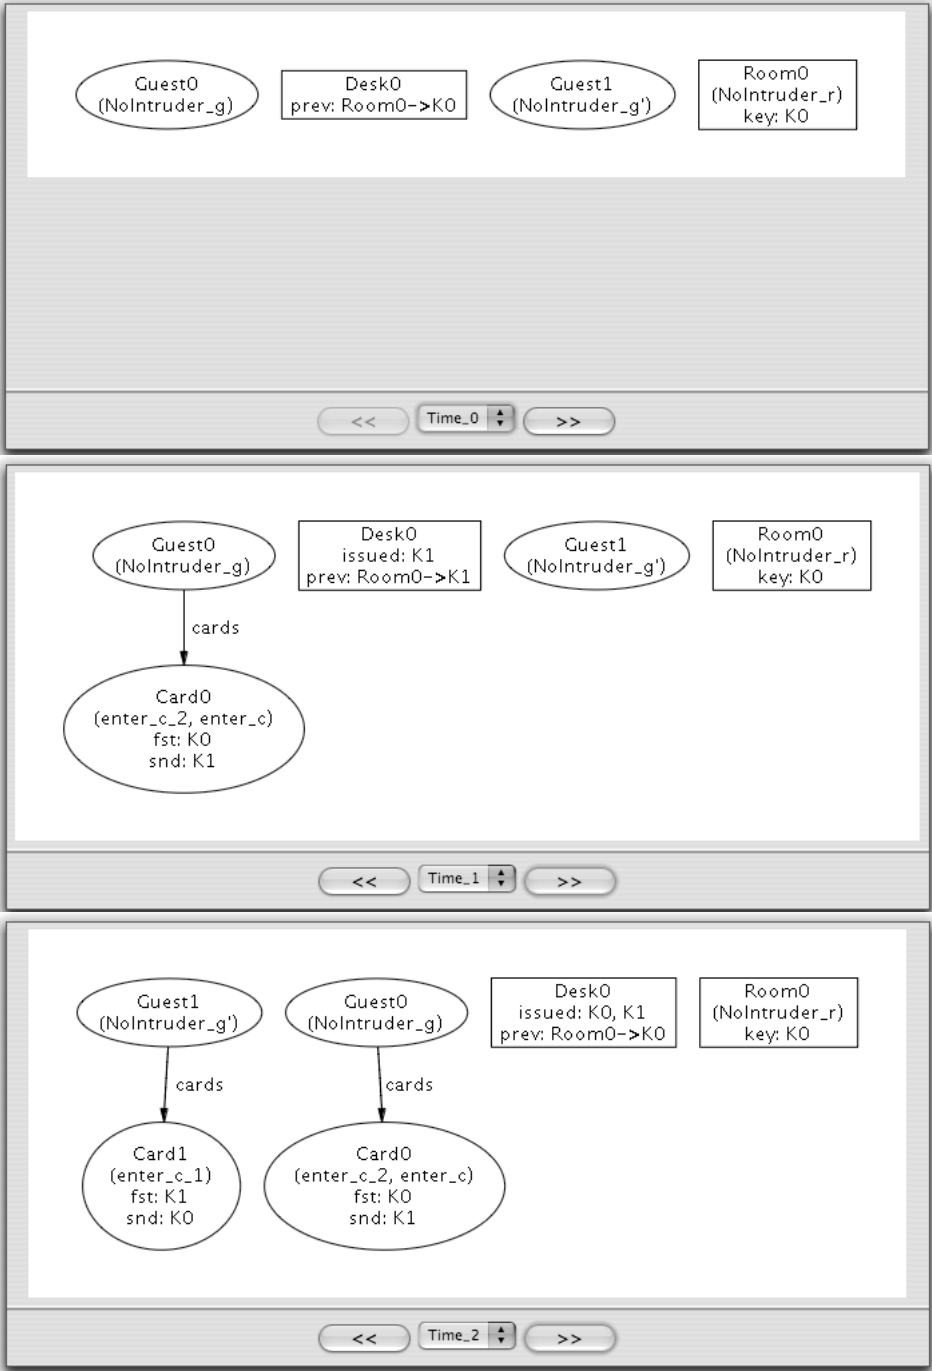 Guest0
(NoIntruder_g)
Desk0
prev: Room0->K0
Guest1
(NoIntruder_g')
Room0
(NoIntruder_r)
key: K0
<<
Time_0
>>
Guest0
(NoIntruder_g)
Desk0
issued: K1
prev: Room0->K1
Guest1
(NoIntruder_g')
Room0
(NoIntruder_r)
key: K0
cards
Card0
(enter_c_2, enter_c)
fst: K0
snd: K1
<<
Time_1
>>
Guest1
(NoIntruder_g')
Guest0
(NoIntruder_g)
Desk0
issued: K0, K1
prev: Room0->K0
Room0
(NoIntruder_r)
key: K0
cards
cards
Card1
(enter_c_1)
fst: K1
snd: K0
Card0
(enter_c_2, enter_c)
fst: K0
snd: K1
<<
Time_2
>>